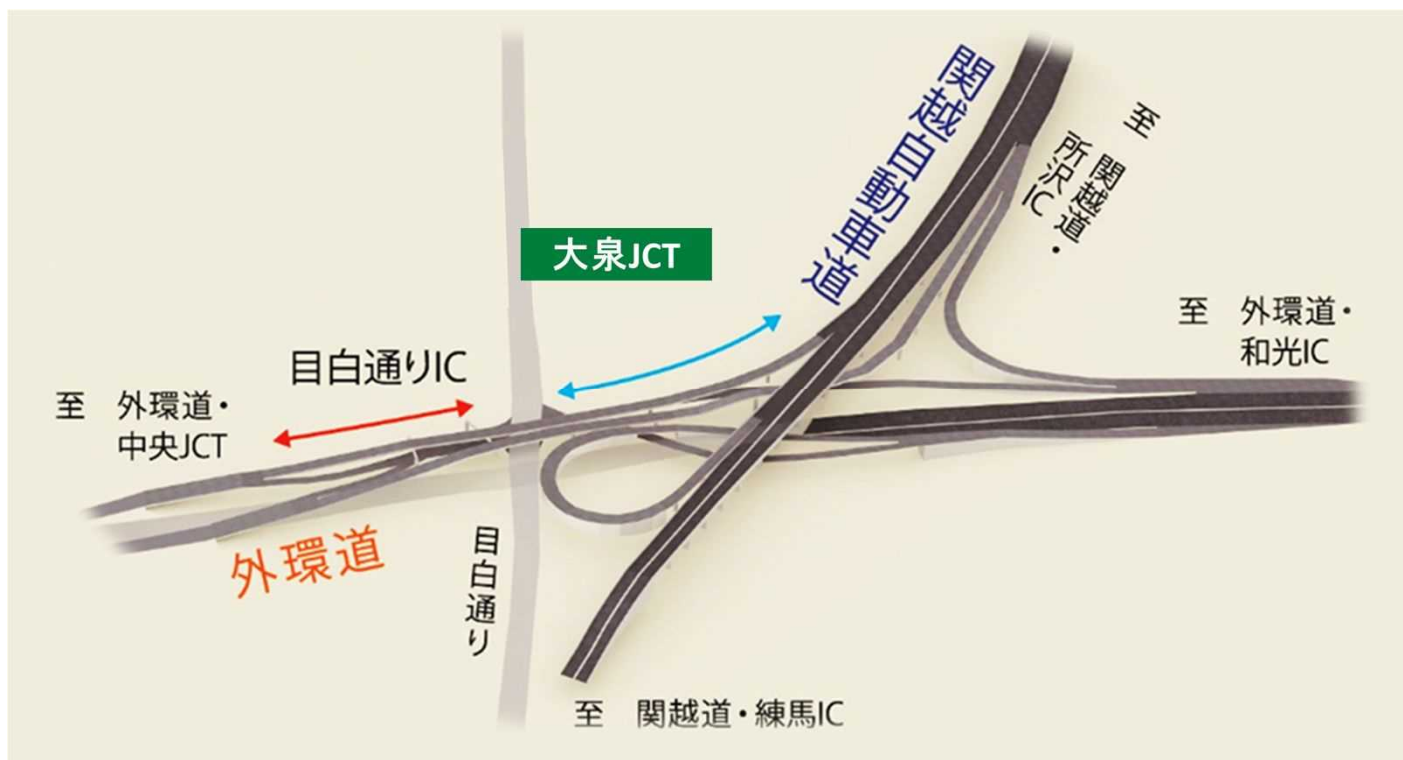 関越自動車道
至 関越道・
所沢IC
大泉JCT
至 外環道・
和光IC
目白通りIC
至 外環道・
中央JCT
外環道
目白通り
至 関越道・練馬IC